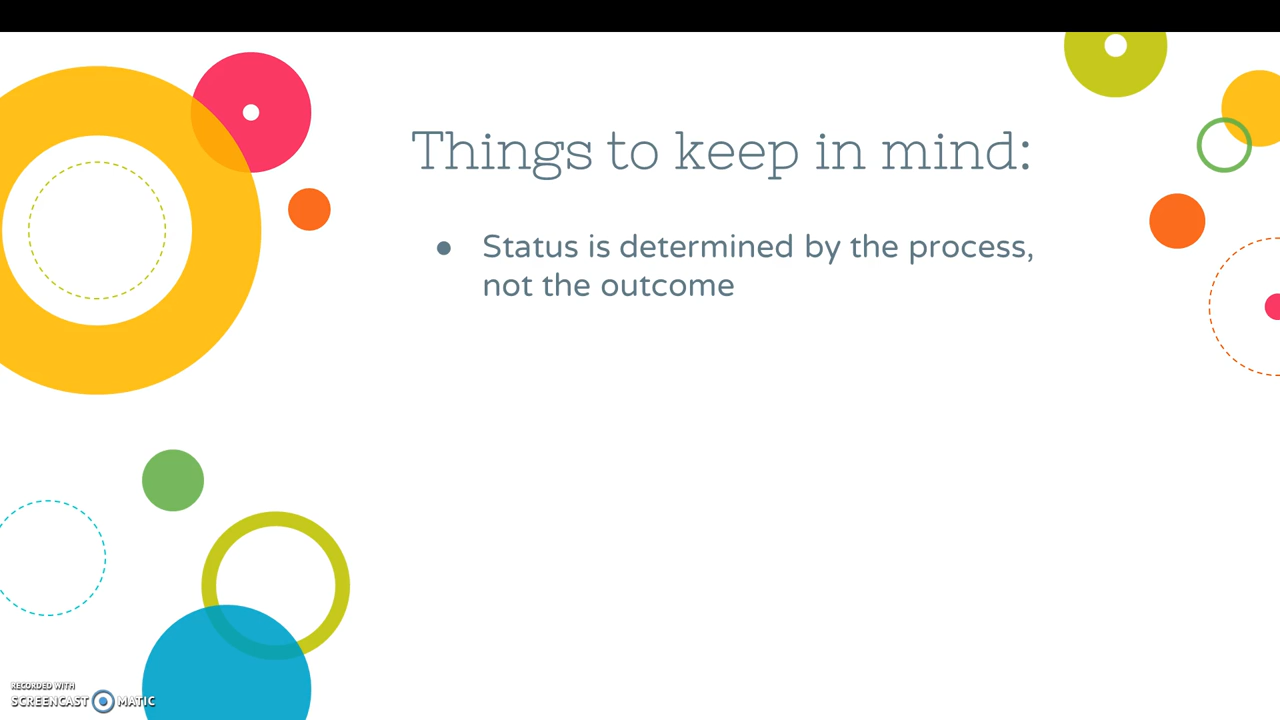 Things to keep in mind:
● Status is determined by the process,
not the outcome
RECORDED WITH
SCREENCAST MATIC